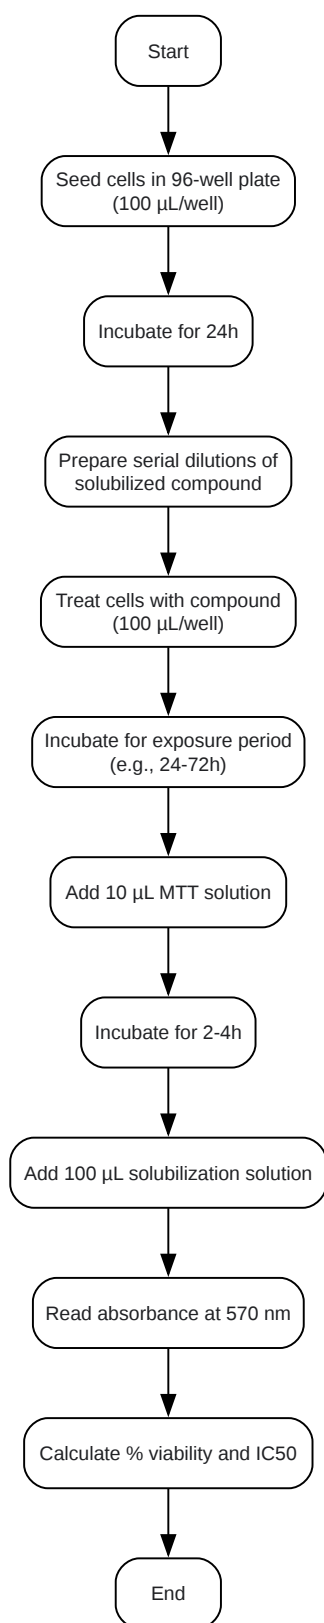 Start
Seed cells in 96-well plate
(100 µL/well)
Incubate for 24h
Prepare serial dilutions of
solubilized compound
Treat cells with compound
(100 µL/well)
Incubate for exposure period
(e.g., 24-72h)
Add 10 µL MTT solution
Incubate for 2-4h
Add 100 µL solubilization solution
Read absorbance at 570 nm
Calculate % viability and IC50
End